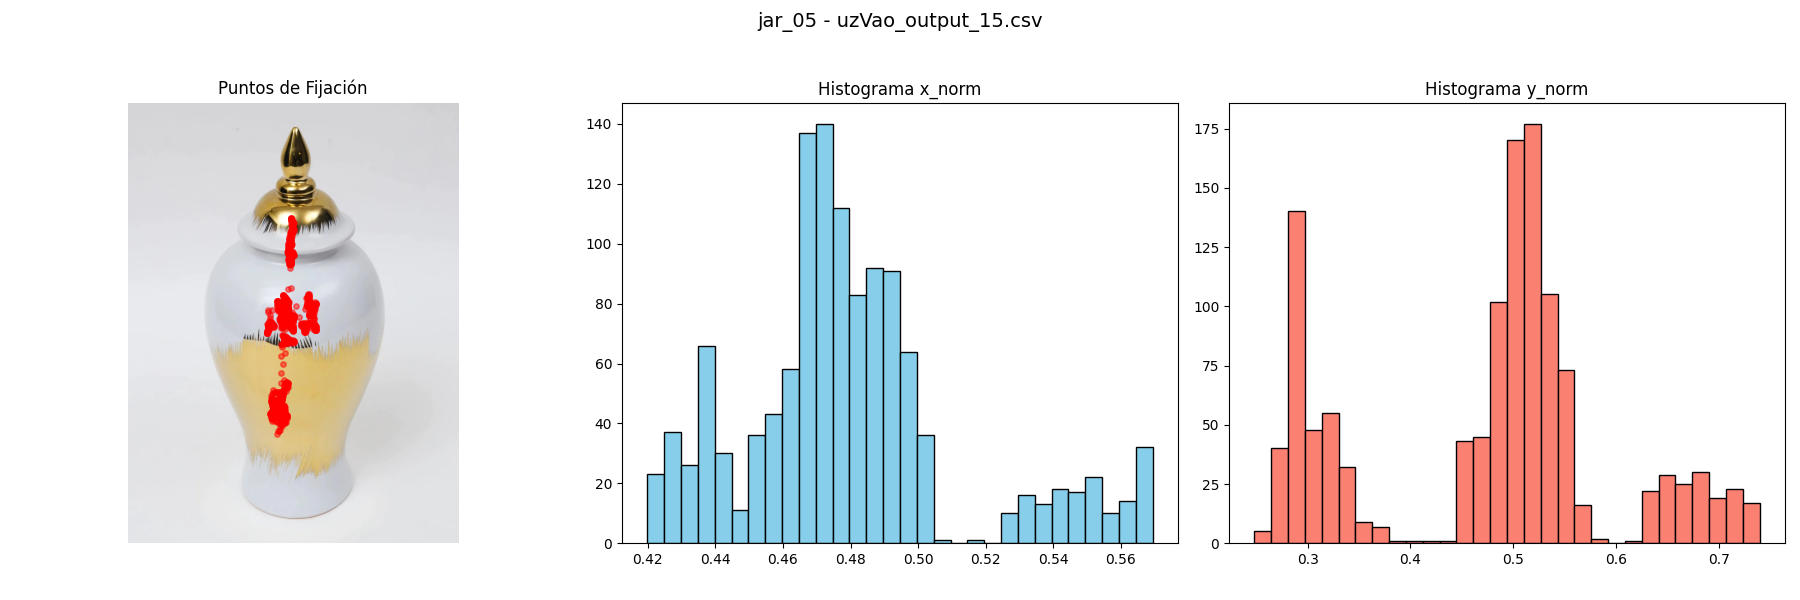 jar_05 - uzVao_output_15.csv
Puntos de Fijación
Histograma x_norm
140
120
100
80
60
40
20
0
0.42 0.44 0.46 0.48 0.50 0.52 0.54 0.56
Histograma y_norm
175
150
125
100
75
50
25
0
0.3 0.4 0.5 0.6 0.7